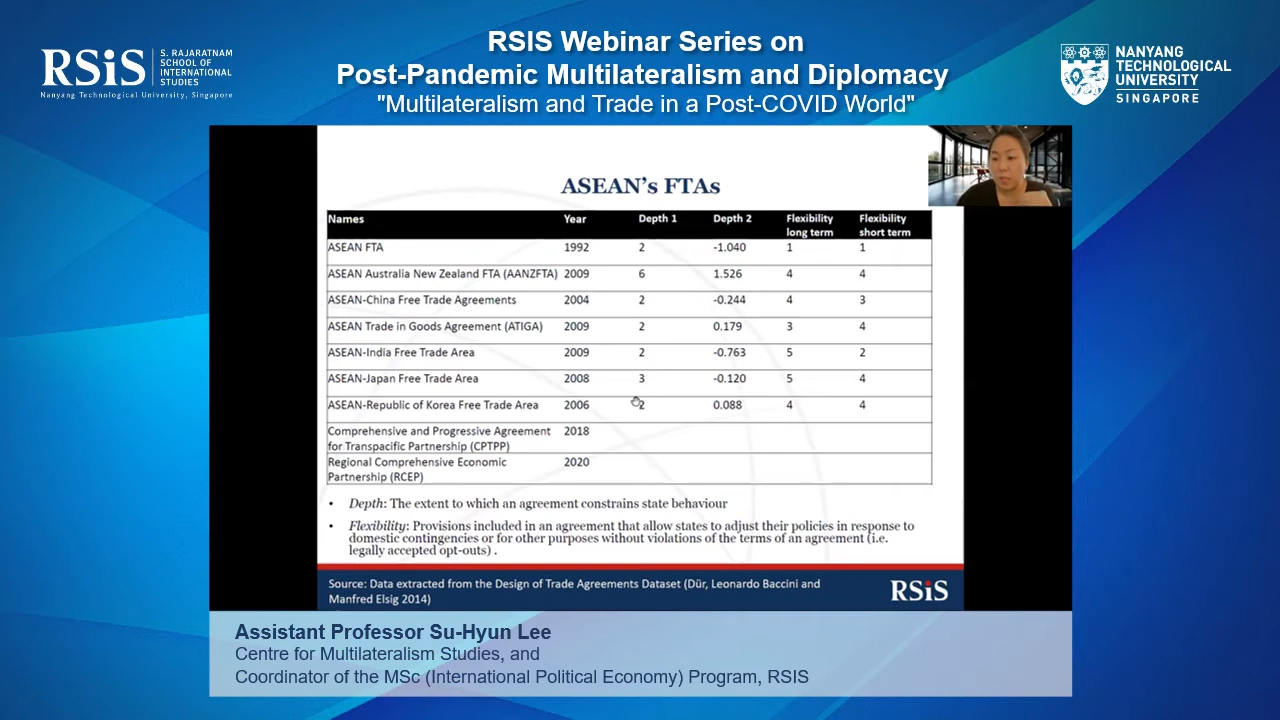 RSiS
S. RAJARATNAM
SCHOOL OF
INTERNATIONAL
STUDIES
Nanyang Technological University, Singapore
RSIS Webinar Series on
Post-Pandemic Multilateralism and Diplomacy
"Multilateralism and Trade in a Post-COVID World"
NANYANG
TECHNOLOGICAL
UNIVERSITY
SINGAPORE
ASEAN's FTAs
Names Year Depth 1 Depth 2 Flexibility long term Flexibility short term
ASEAN FTA 1992 2 -1.040 1 1
ASEAN Australia New Zealand FTA (AANZFTA) 2009 6 1.526 4 4
ASEAN-China Free Trade Agreements 2004 2 -0.244 4 3
ASEAN Trade in Goods Agreement (ATIGA) 2009 2 0.179 3 4
ASEAN-India Free Trade Area 2009 2 -0.763 5 2
ASEAN-Japan Free Trade Area 2008 3 -0.120 5 4
ASEAN-Republic of Korea Free Trade Area 2006 2 0.088 4 4
Comprehensive and Progressive Agreement 2018
for Transpacific Partnership (CPTPP)
Regional Comprehensive Economic 2020
Partnership (RCEP)
• Depth: The extent to which an agreement constrains state behaviour
• Flexibility: Provisions included in an agreement that allow states to adjust their policies in response to
domestic contingencies or for other purposes without violations of the terms of an agreement (i.e.
legally accepted opt-outs) .
Source: Data extracted from the Design of Trade Agreements Dataset (Dür, Leonardo Baccini and
Manfred Elsig 2014)
RSiS
Assistant Professor Su-Hyun Lee
Centre for Multilateralism Studies, and
Coordinator of the MSc (International Political Economy) Program, RSIS